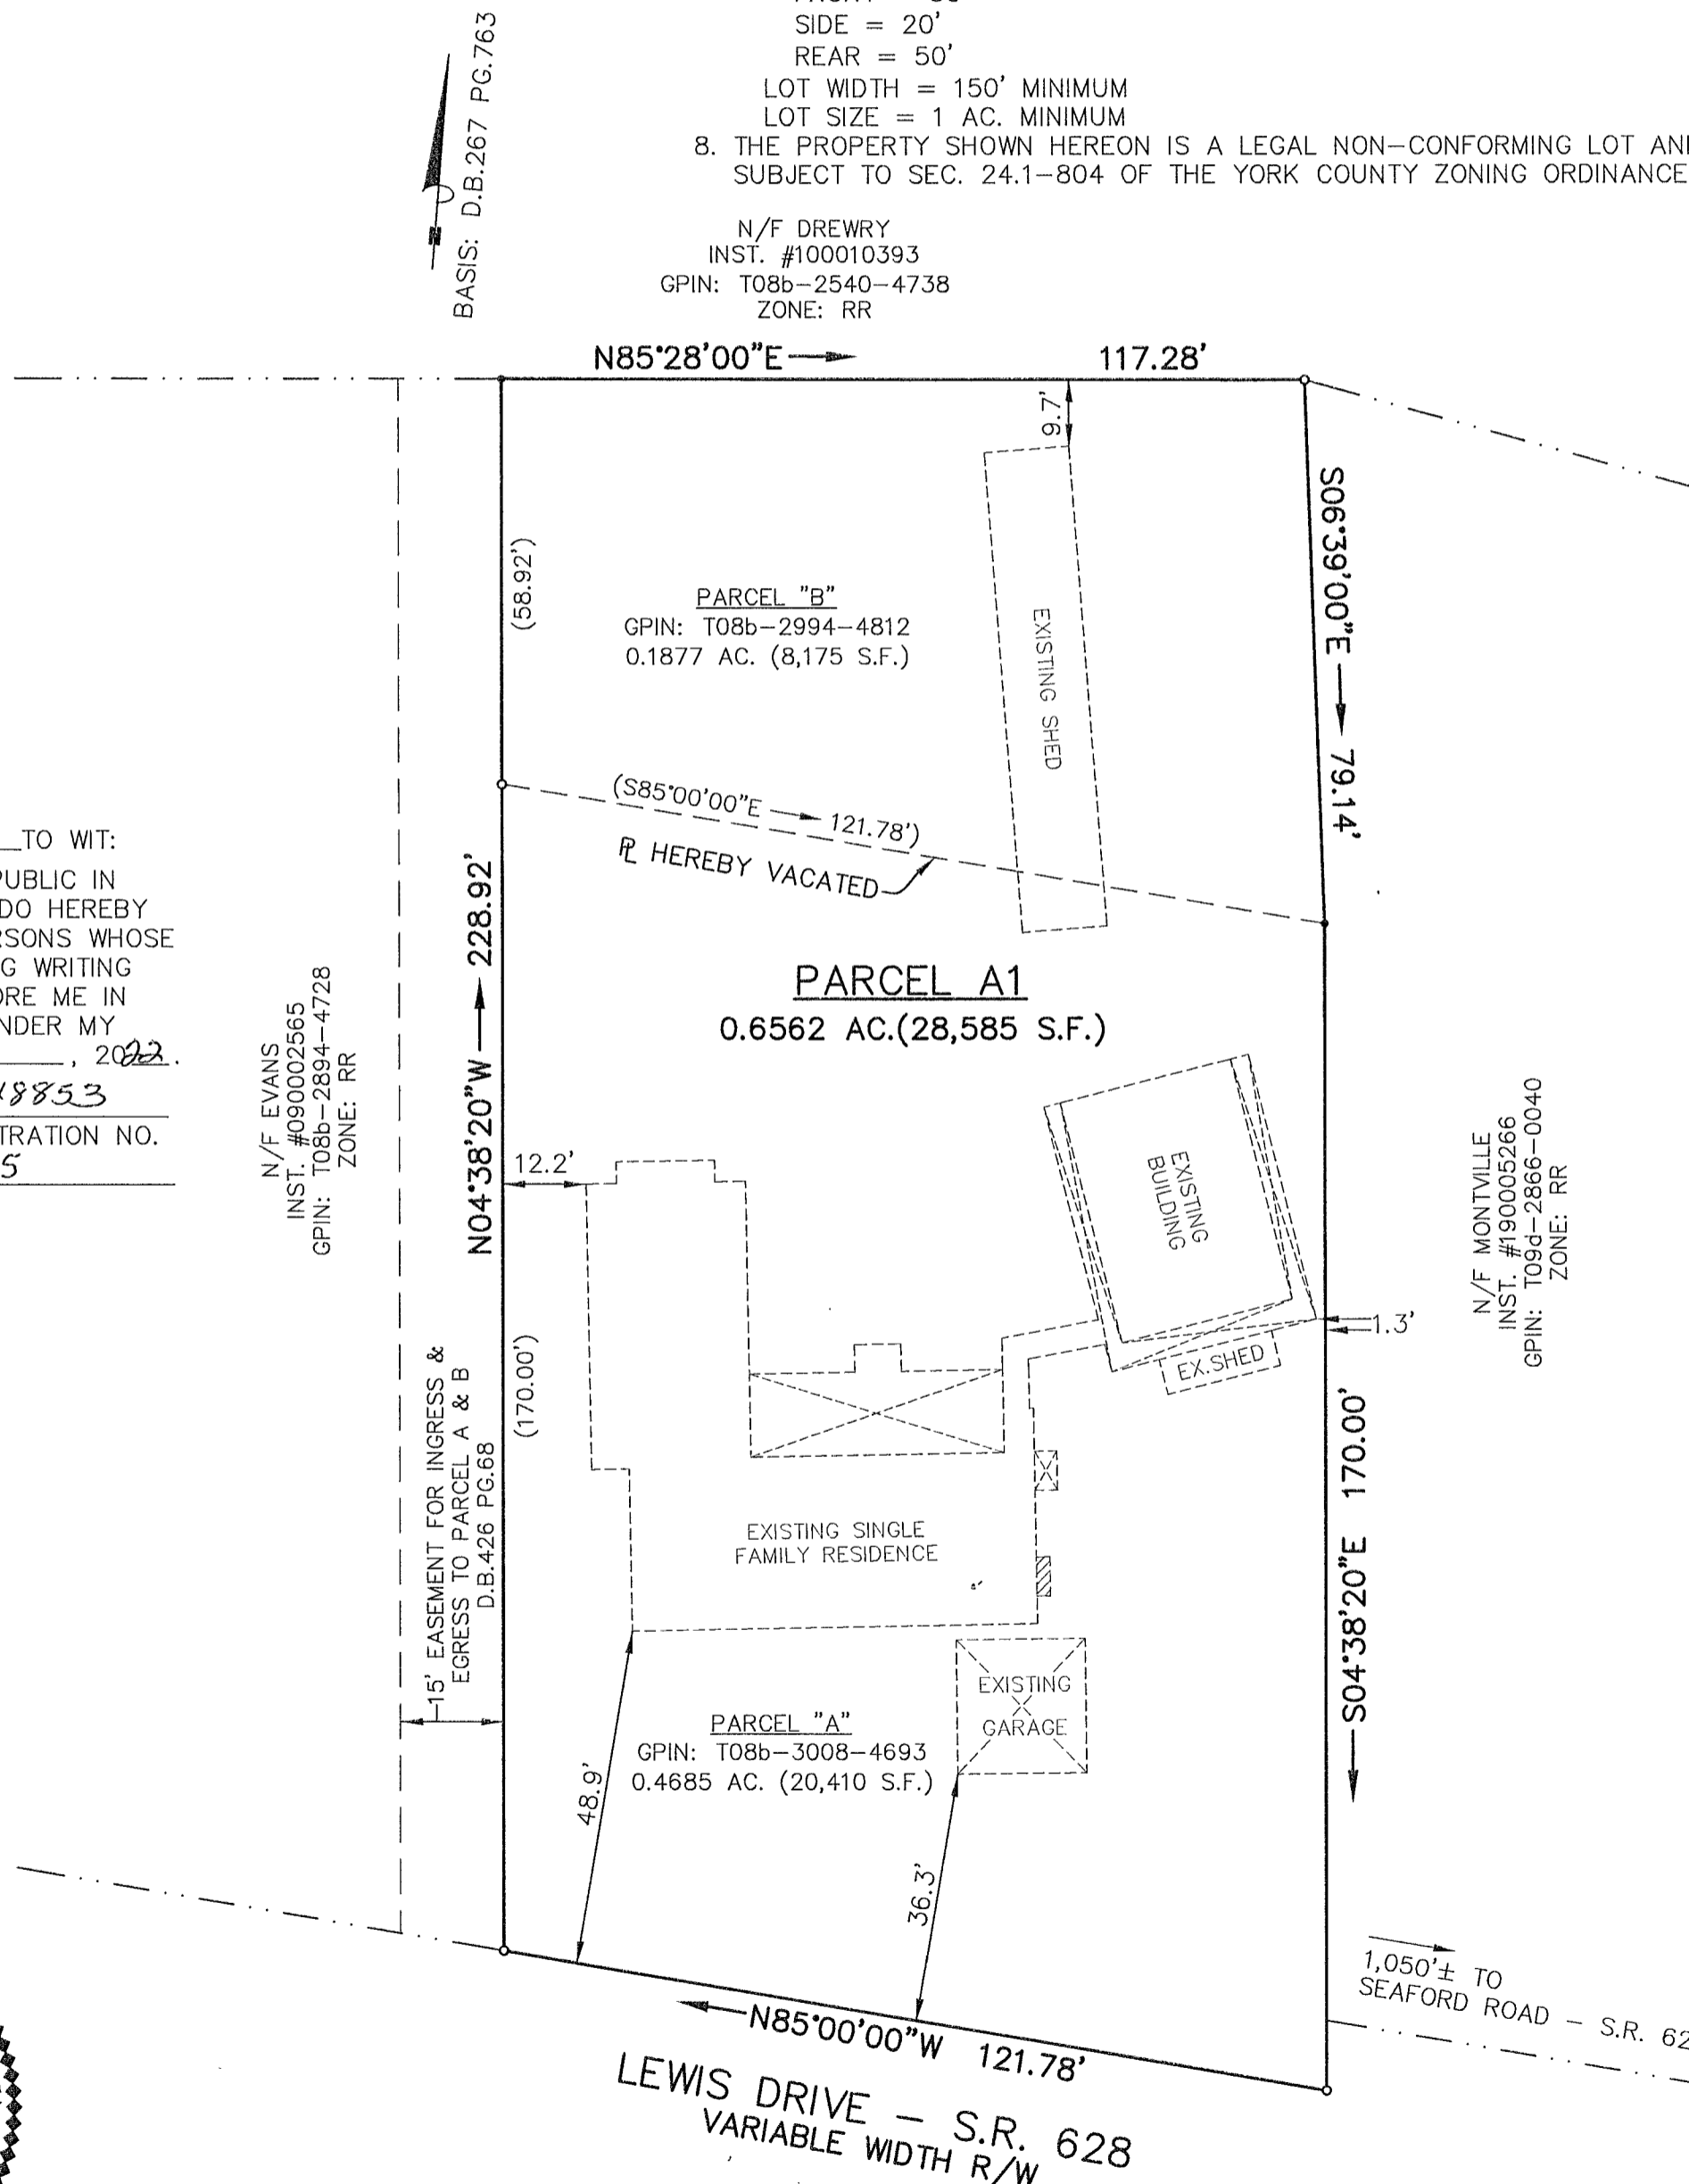 SIDE = 20'
REAR = 50'
LOT WIDTH = 150' MINIMUM
LOT SIZE = 1 AC. MINIMUM
8. THE PROPERTY SHOWN HEREON IS A LEGAL NON-CONFORMING LOT AND
SUBJECT TO SEC. 24.1-804 OF THE YORK COUNTY ZONING ORDINANCE
BASIS: D.B.267 PG.763
N/F DREWRY
INST. #100010393
GPIN: T08b-2540-4738
ZONE: RR
N85°28'00"E 117.28'
9.7'
S06°39'00"E 79.14'
(58.92')
PARCEL "B"
GPIN: T08b-2994-4812
0.1877 AC. (8,175 S.F.)
EXISTING SHED
(S85°00'00"E 121.78')
PL HEREBY VACATED
TO WIT:
PUBLIC IN
DO HEREBY
RSONS WHOSE
G WRITING
ORE ME IN
NDER MY
, 2022.
18853
TRATION NO.
5
N/F EVANS
INST. #090002565
GPIN: T08b-2894-4728
ZONE: RR
N04°38'20"W 228.92'
PARCEL A1
0.6562 AC.(28,585 S.F.)
12.2'
EXISTING
BUILDING
1.3'
EX.SHED
N/F MONTVILLE
INST. #190005266
GPIN: T09d-2866-0040
ZONE: RR
15' EASEMENT FOR INGRESS &
EGRESS TO PARCEL A & B
D.B.426 PG.68
(170.00')
EXISTING SINGLE
FAMILY RESIDENCE
S04°38'20"E 170.00'
EXISTING
GARAGE
PARCEL "A"
GPIN: T08b-3008-4693
0.4685 AC. (20,410 S.F.)
48.9'
36.3'
1,050'± TO
SEAFORD ROAD - S.R. 62
N85°00'00"W 121.78'
LEWIS DRIVE - S.R. 628
VARIABLE WIDTH R/W